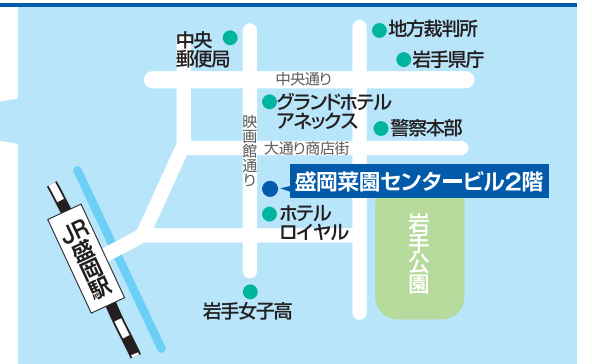 中央
郵便局
地方裁判所
岩手県庁
中央通り
グランドホテル
アネックス
映画館通り
警察本部
大通り商店街
盛岡菜園センタービル2階
ホテル
ロイヤル
岩手公園
JR盛岡駅
岩手女子高